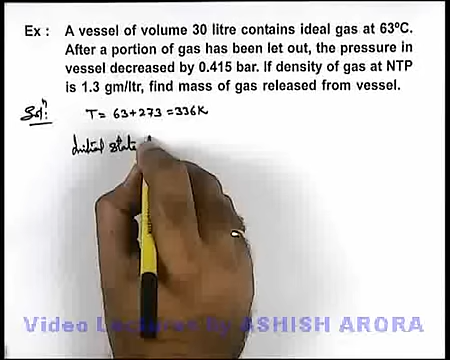 Ex : A vessel of volume 30 litre contains ideal gas at 63ºC.
After a portion of gas has been let out, the pressure in
vessel decreased by 0.415 bar. If density of gas at NTP
is 1.3 gm/ltr, find mass of gas released from vessel.
Solⁿ: T = 63+273 = 336K
Initial state
Video Lectures by ASHISH ARORA